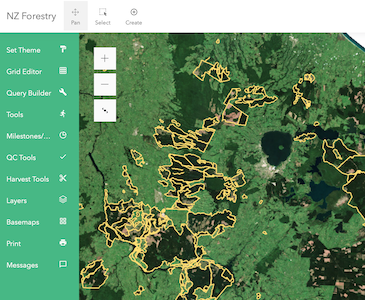 NZ Forestry
Pan
Select
Create
Set Theme
Grid Editor
Query Builder
Tools
Milestones/...
QC Tools
Harvest Tools
Layers
Basemaps
Print
Messages